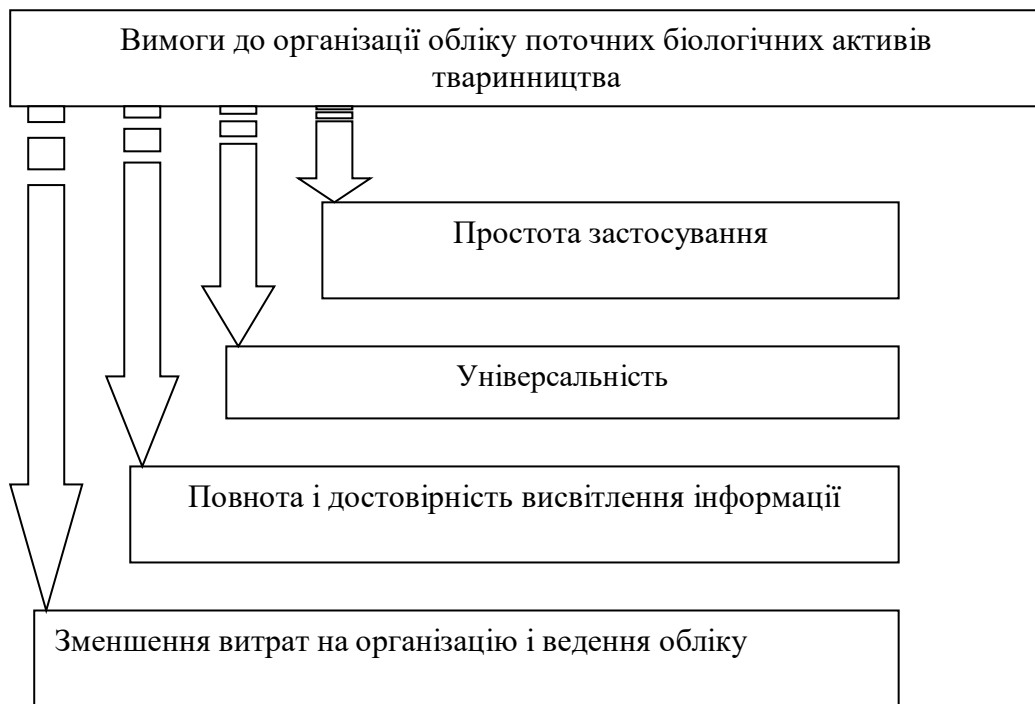 Вимоги до організації обліку поточних біологічних активів
тваринництва
Простота застосування
Універсальність
Повнота і достовірність висвітлення інформації
Зменшення витрат на організацію і ведення обліку